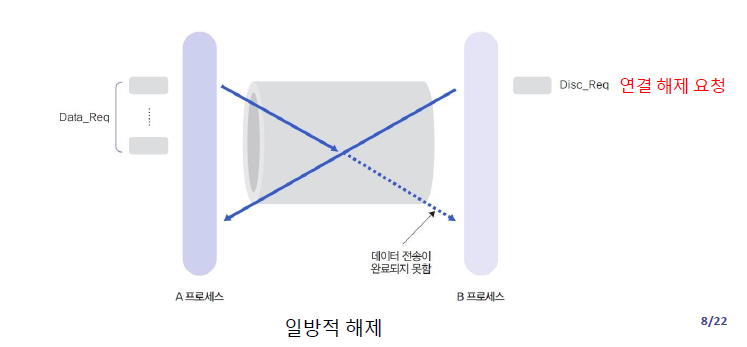 Data_Req
Disc_Req 연결 해제 요청
데이터 전송이
완료되지 못함
A 프로세스
B 프로세스
일방적 해제
8/22